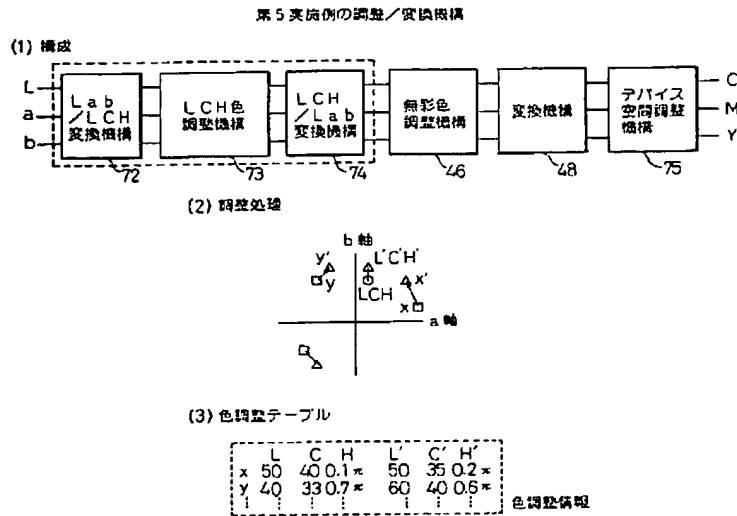 第5実施例の調整／変換機構
(1) 構成
L
a
b
Lab
／LCH
変換機構
72
LCH色
調整機構
73
LCH
／Lab
変換機構
74
無彩色
調整機構
46
変換機構
48
デバイス
空間調整
機構
75
C
M
Y
(2) 調整処理
b 軸
y'
y
L'C'H'
LCH
x'
x
a 軸
(3) 色調整テーブル
L C H L' C' H'
x 50 40 0.1π 50 35 0.2π
y 40 33 0.7π 60 40 0.6π
色調整情報